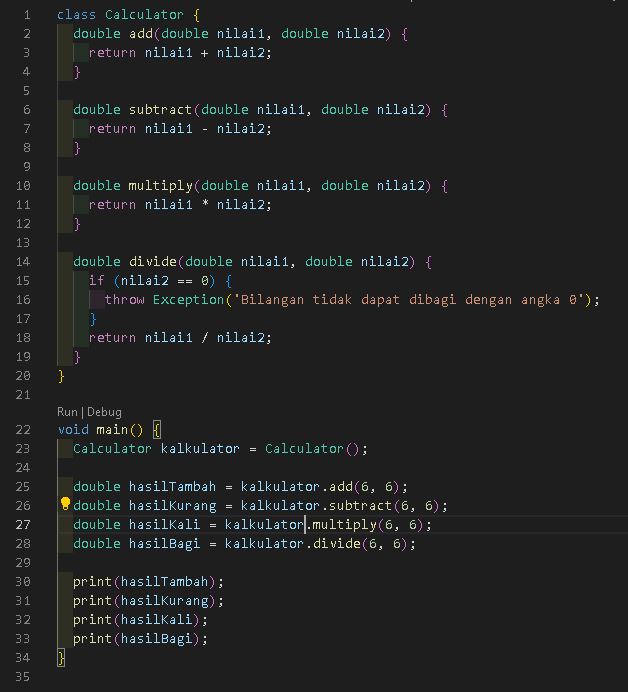 1 class Calculator {
2 double add(double nilai1, double nilai2) {
3 return nilai1 + nilai2;
4 }
5
6 double subtract(double nilai1, double nilai2) {
7 return nilai1 - nilai2;
8 }
9
10 double multiply(double nilai1, double nilai2) {
11 return nilai1 * nilai2;
12 }
13
14 double divide(double nilai1, double nilai2) {
15 if (nilai2 == 0) {
16 throw Exception('Bilangan tidak dapat dibagi dengan angka 0');
17 }
18 return nilai1 / nilai2;
19 }
20 }
21
Run | Debug
22 void main() {
23 Calculator kalkulator = Calculator();
24
25 double hasilTambah = kalkulator.add(6, 6);
26 double hasilKurang = kalkulator.subtract(6, 6);
27 double hasilKali = kalkulator.multiply(6, 6);
28 double hasilBagi = kalkulator.divide(6, 6);
29
30 print(hasilTambah);
31 print(hasilKurang);
32 print(hasilKali);
33 print(hasilBagi);
34 }
35